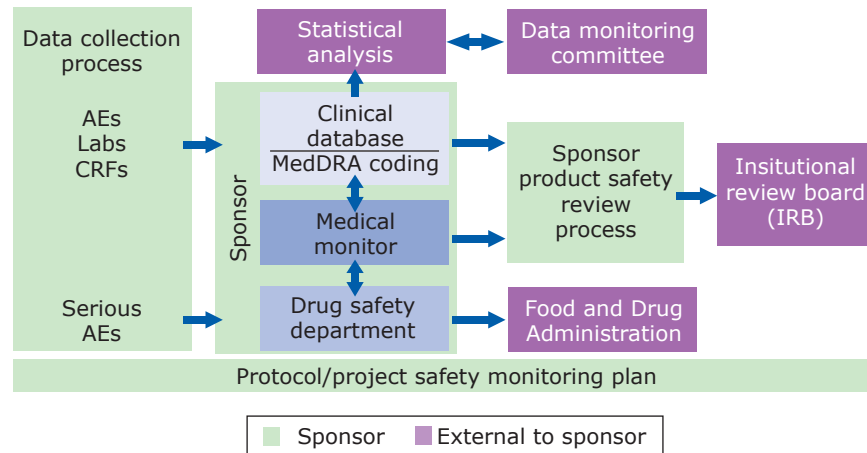 Data collection
process
AEs
Labs
CRFs
Serious
AEs
Sponsor
Statistical
analysis
Data monitoring
committee
Clinical
database
MedDRA coding
Medical
monitor
Drug safety
department
Sponsor
product safety
review
process
Insitutional
review board
(IRB)
Food and Drug
Administration
Protocol/project safety monitoring plan
Sponsor
External to sponsor